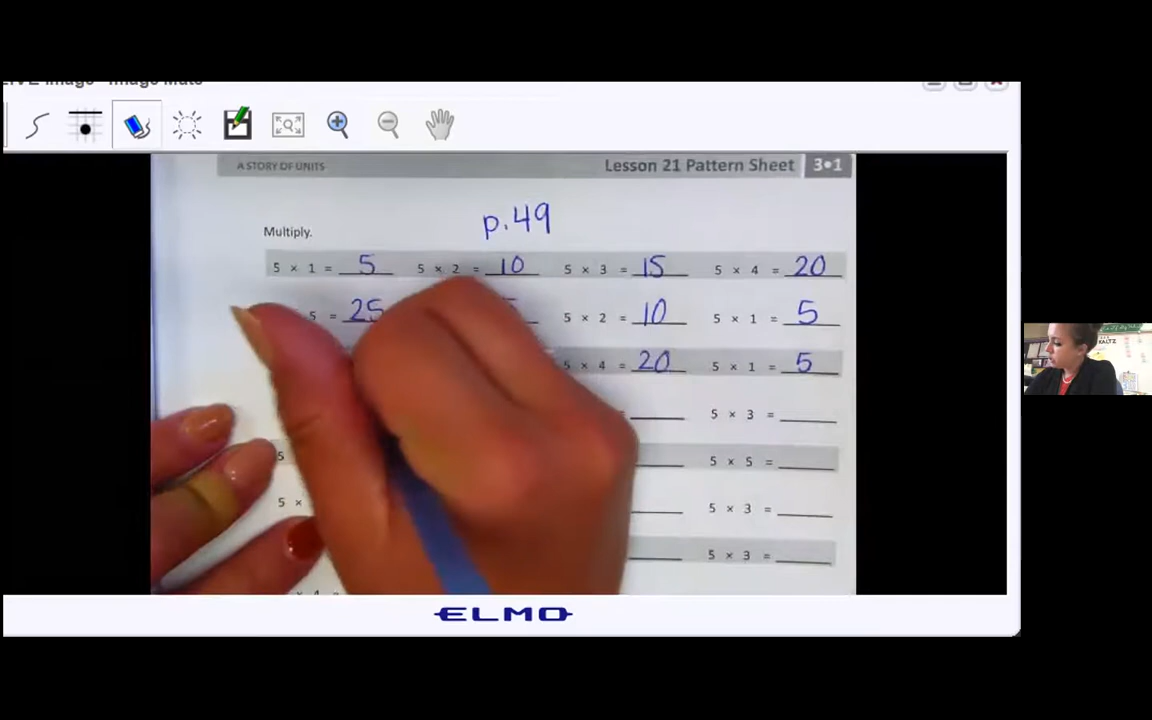 A STORY OF UNITS Lesson 21 Pattern Sheet 3•1
p.49
Multiply.
5 × 1 = 5 5 × 2 = 10 5 × 3 = 15 5 × 4 = 20
5 = 25 5 × 2 = 10 5 × 1 = 5
5 × 4 = 20 5 × 1 = 5
= 5 × 3 =
5 5 × 5 =
5 × 5 × 3 =
5 × 3 =
ELMO